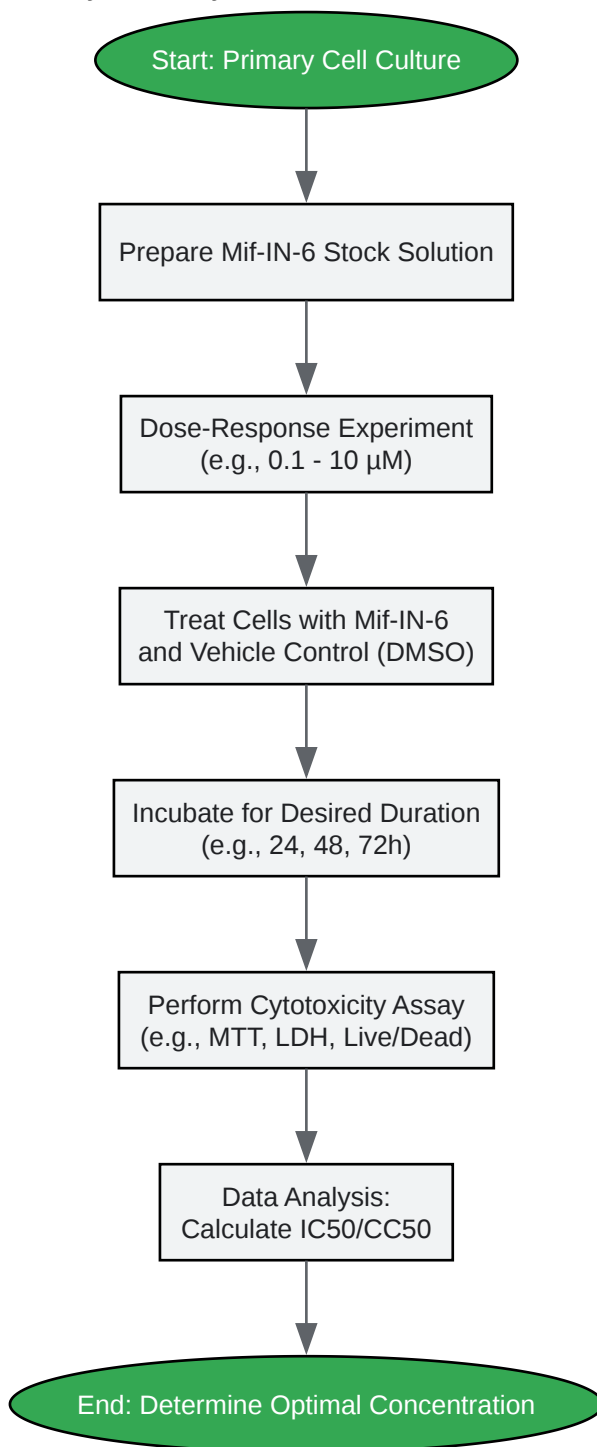 Start: Primary Cell Culture
Prepare Mif-IN-6 Stock Solution
Dose-Response Experiment
(e.g., 0.1 - 10 µM)
Treat Cells with Mif-IN-6
and Vehicle Control (DMSO)
Incubate for Desired Duration
(e.g., 24, 48, 72h)
Perform Cytotoxicity Assay
(e.g., MTT, LDH, Live/Dead)
Data Analysis:
Calculate IC50/CC50
End: Determine Optimal Concentration